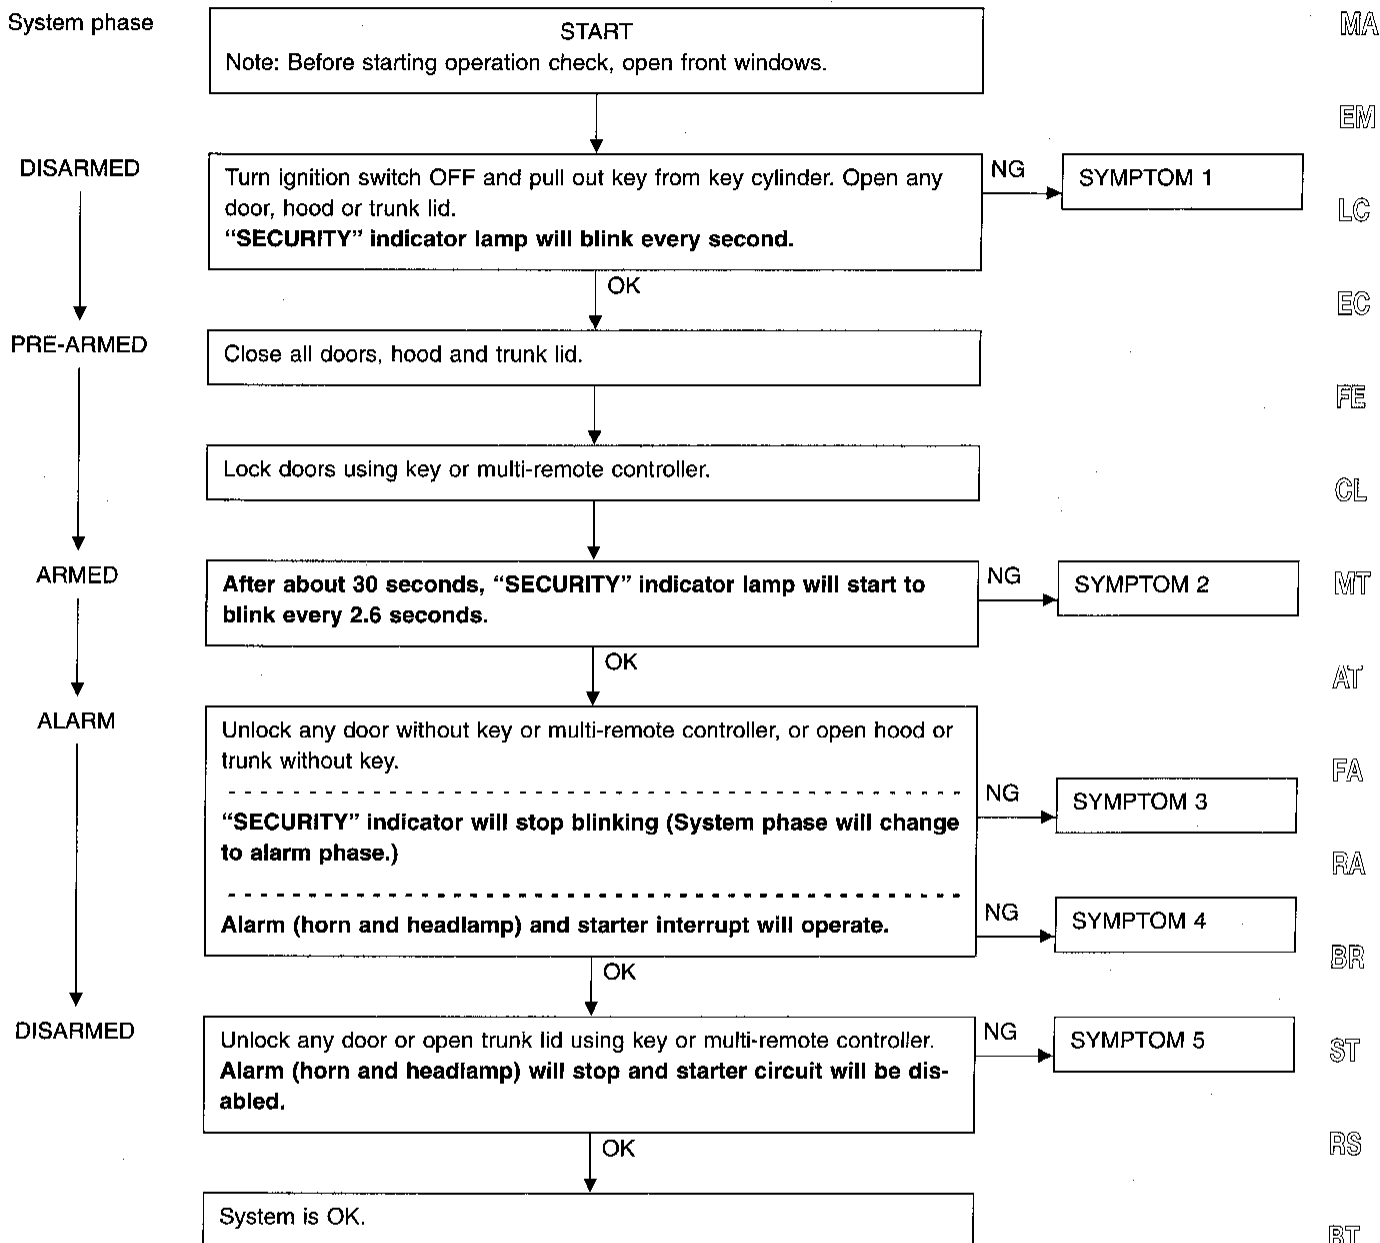 System phase
START
Note: Before starting operation check, open front windows.
MA
EM
DISARMED
Turn ignition switch OFF and pull out key from key cylinder. Open any
door, hood or trunk lid.
“SECURITY” indicator lamp will blink every second.
NG
SYMPTOM 1
LC
OK
EC
PRE-ARMED
Close all doors, hood and trunk lid.
FE
Lock doors using key or multi-remote controller.
CL
ARMED
After about 30 seconds, “SECURITY” indicator lamp will start to
blink every 2.6 seconds.
NG
SYMPTOM 2
MT
OK
AT
ALARM
Unlock any door without key or multi-remote controller, or open hood or
trunk without key.
FA
“SECURITY” indicator will stop blinking (System phase will change
to alarm phase.)
NG
SYMPTOM 3
RA
Alarm (horn and headlamp) and starter interrupt will operate.
NG
SYMPTOM 4
BR
OK
DISARMED
Unlock any door or open trunk lid using key or multi-remote controller.
Alarm (horn and headlamp) will stop and starter circuit will be dis-
abled.
NG
SYMPTOM 5
ST
OK
RS
System is OK.
BT